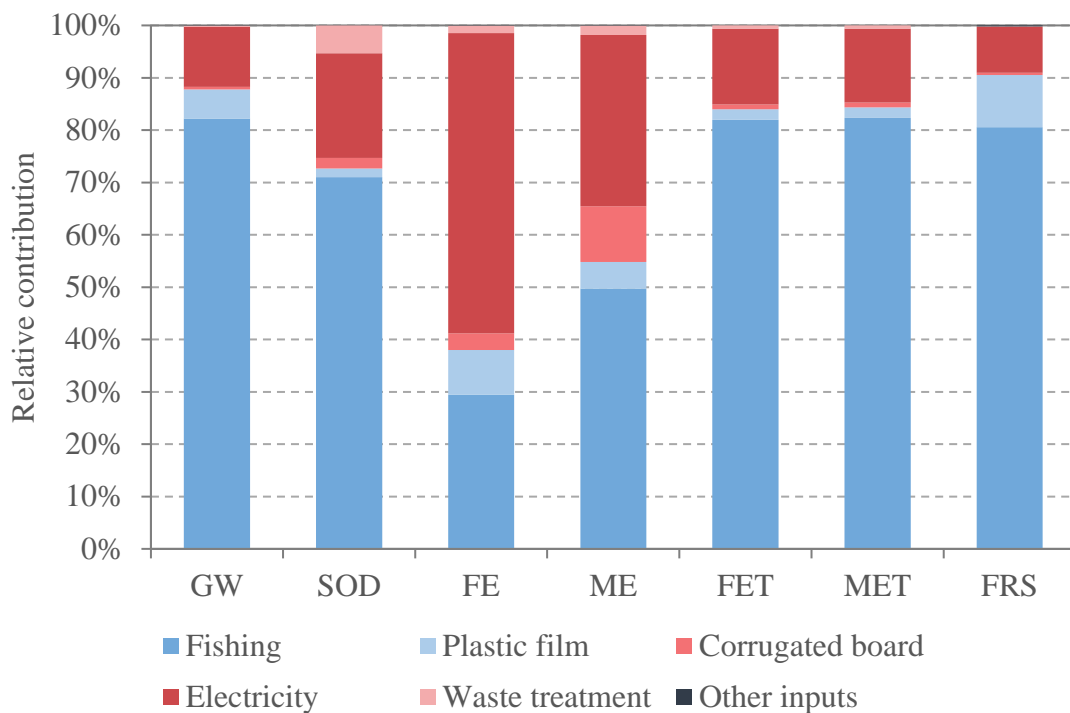 Relative contribution
100%
90%
80%
70%
60%
50%
40%
30%
20%
10%
0%
GW SOD FE ME FET MET FRS
Fishing Plastic film Corrugated board
Electricity Waste treatment Other inputs